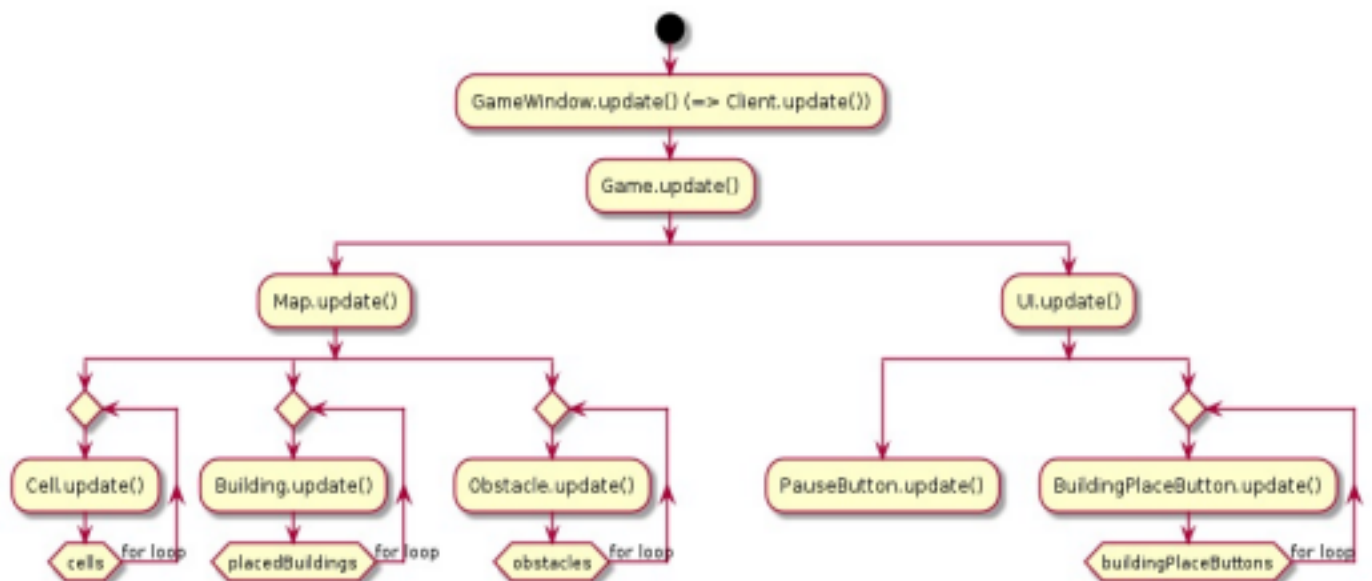 GameWindow.update() (=> Client.update())
Game.update()
Map.update()
UI.update()
Cell.update()
Building.update()
Obstacle.update()
PauseButton.update()
BuildingPlaceButton.update()
cells
for loop
placedBuildings
for loop
obstacles
for loop
buildingPlaceButtons
for loop